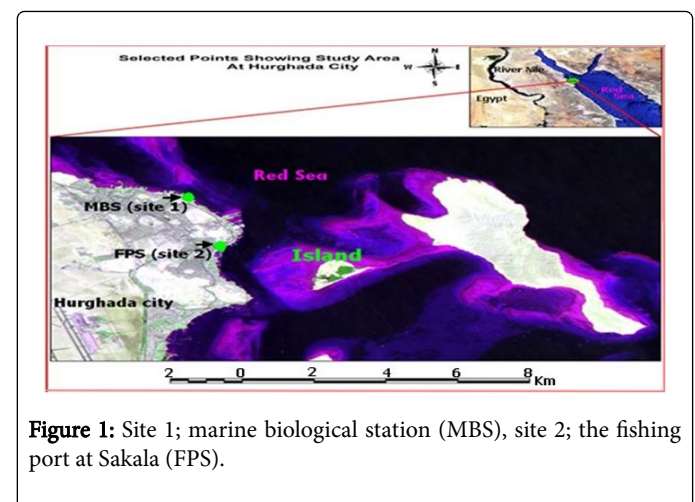 Selected Points Showing Study Area
At Hurghada City
N
W
E
S
River Nile
Egypt
Red
Sea
Red Sea
MBS (site 1)
FPS (site 2)
Island
Hurghada city
2 0 2 4 6 8
Km
Figure 1: Site 1; marine biological station (MBS), site 2; the fishing
port at Sakala (FPS).